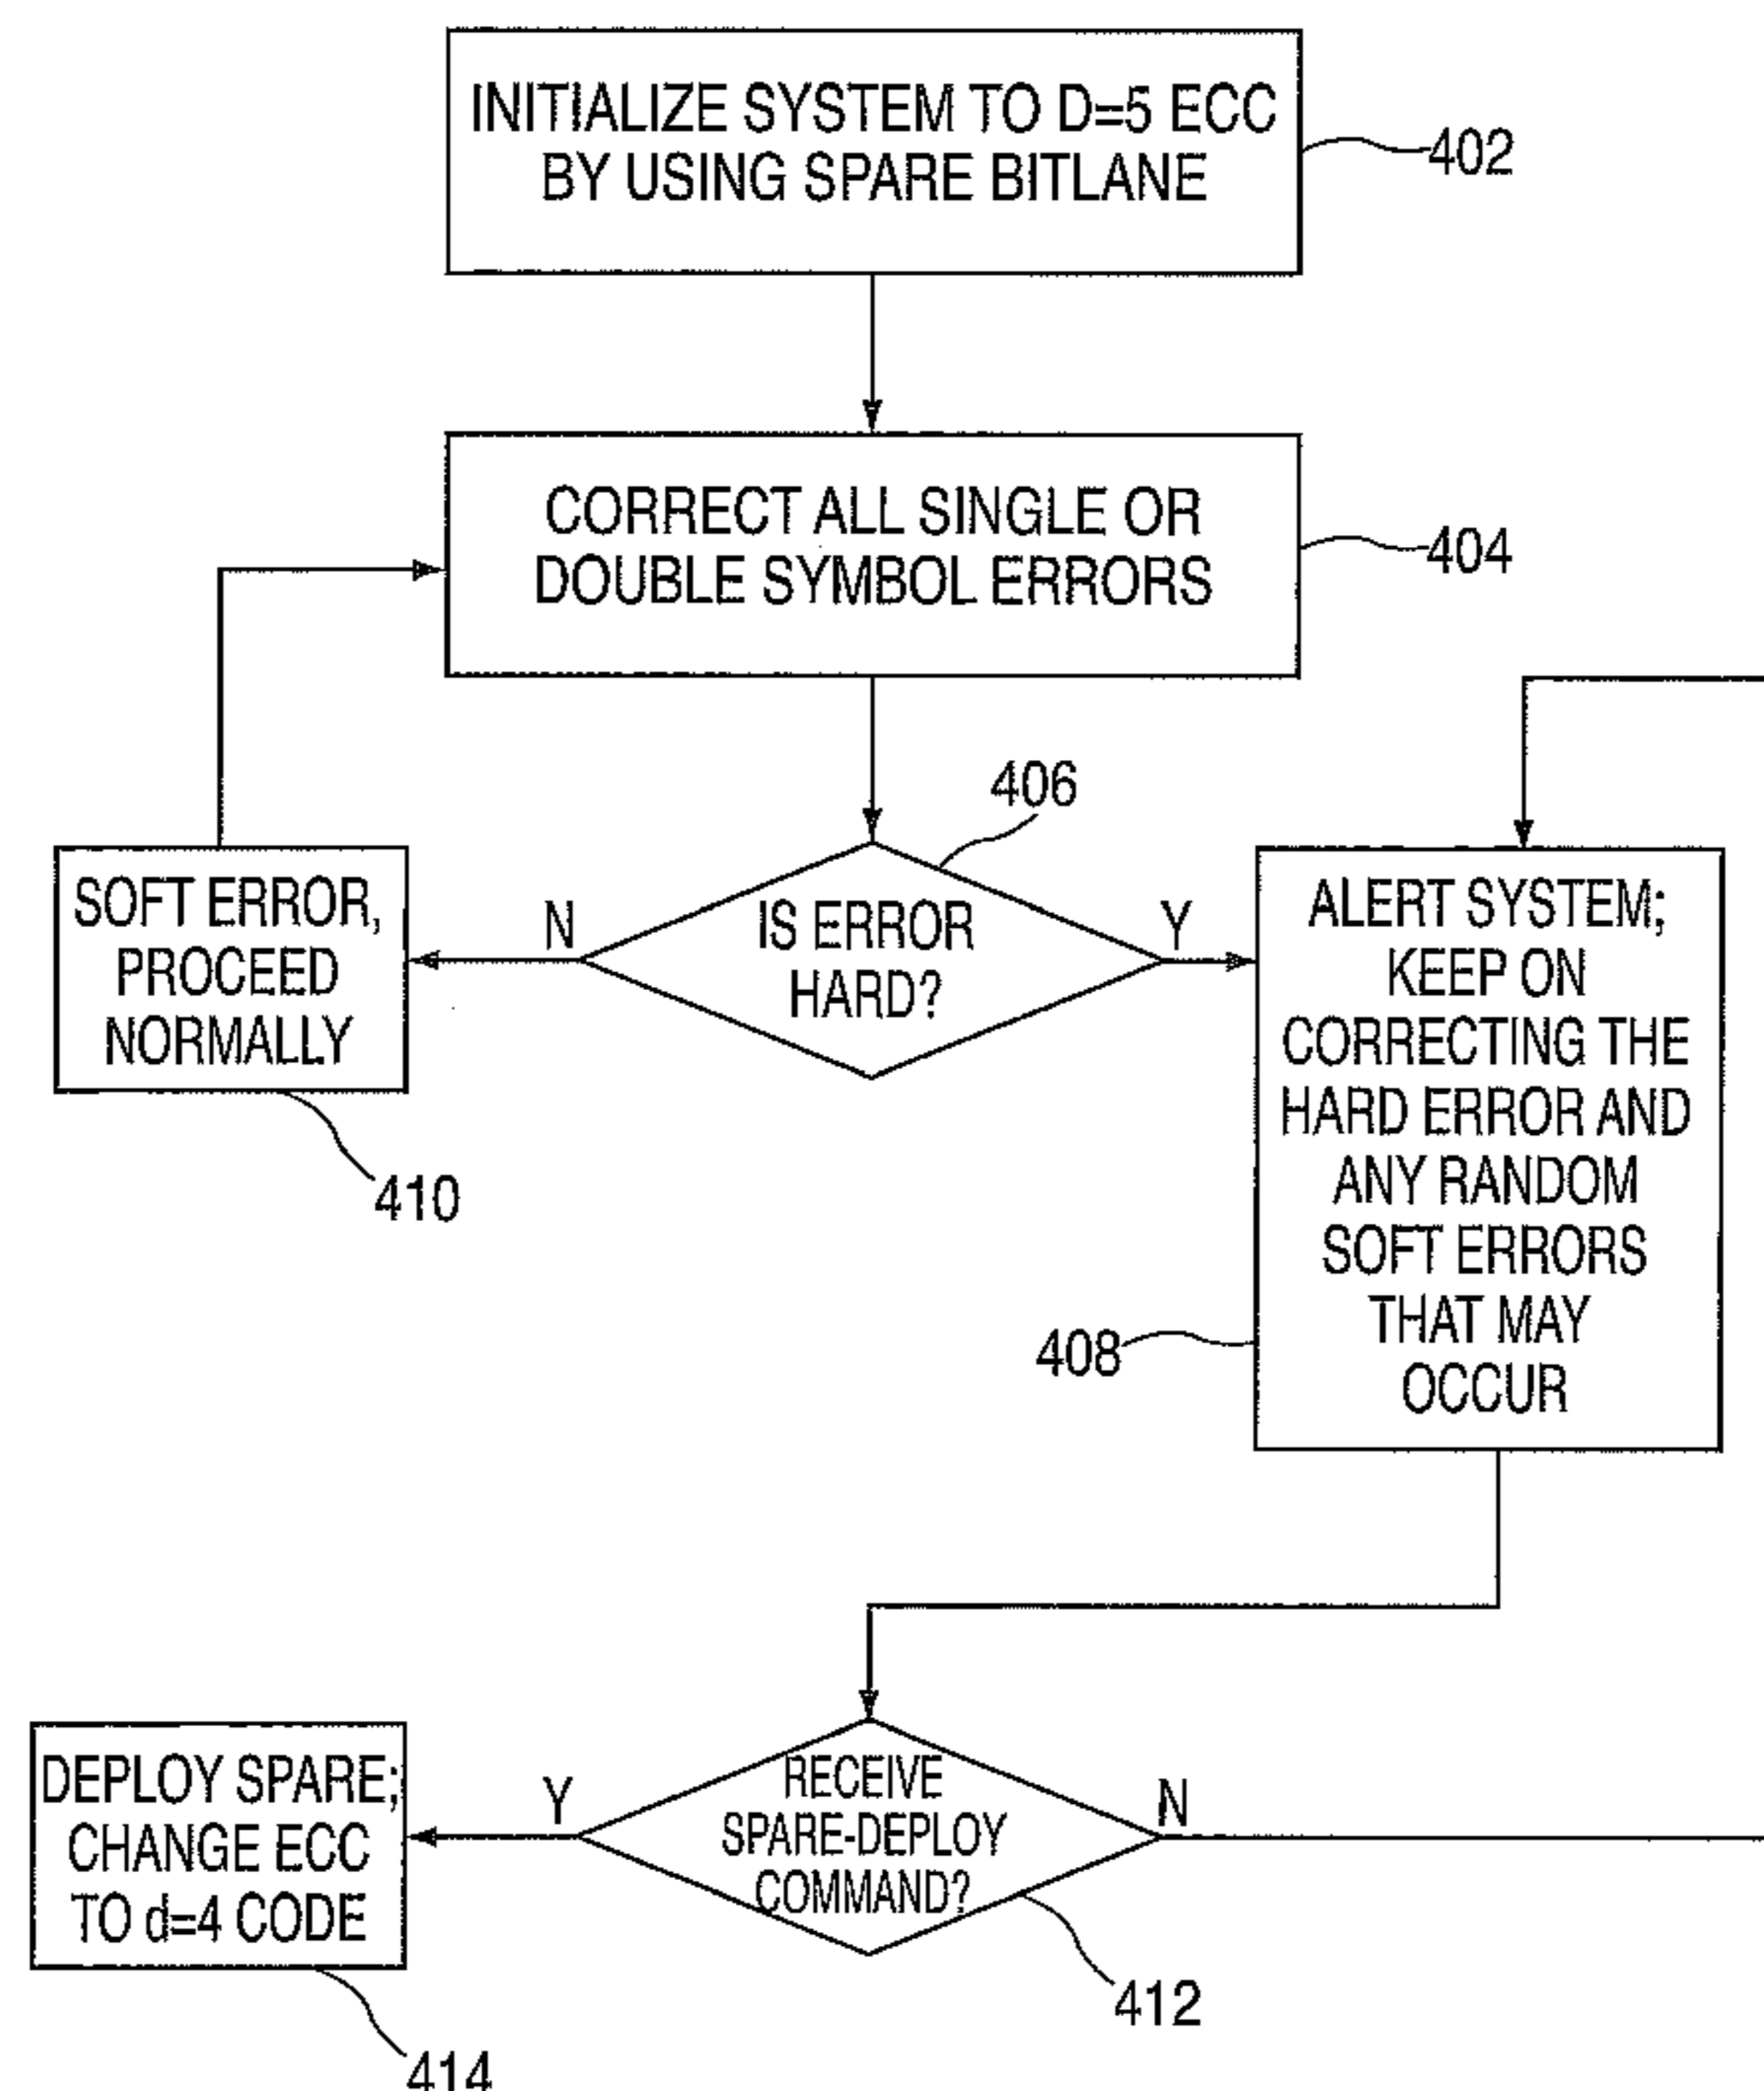 INITIALIZE SYSTEM TO D=5 ECC
BY USING SPARE BITLANE
402
CORRECT ALL SINGLE OR
DOUBLE SYMBOL ERRORS
404
406
SOFT ERROR,
PROCEED
NORMALLY
410
N
IS ERROR
HARD?
Y
ALERT SYSTEM;
KEEP ON
CORRECTING THE
HARD ERROR AND
ANY RANDOM
SOFT ERRORS
THAT MAY
OCCUR
408
DEPLOY SPARE;
CHANGE ECC
TO d=4 CODE
414
Y
RECEIVE
SPARE-DEPLOY
COMMAND?
N
412